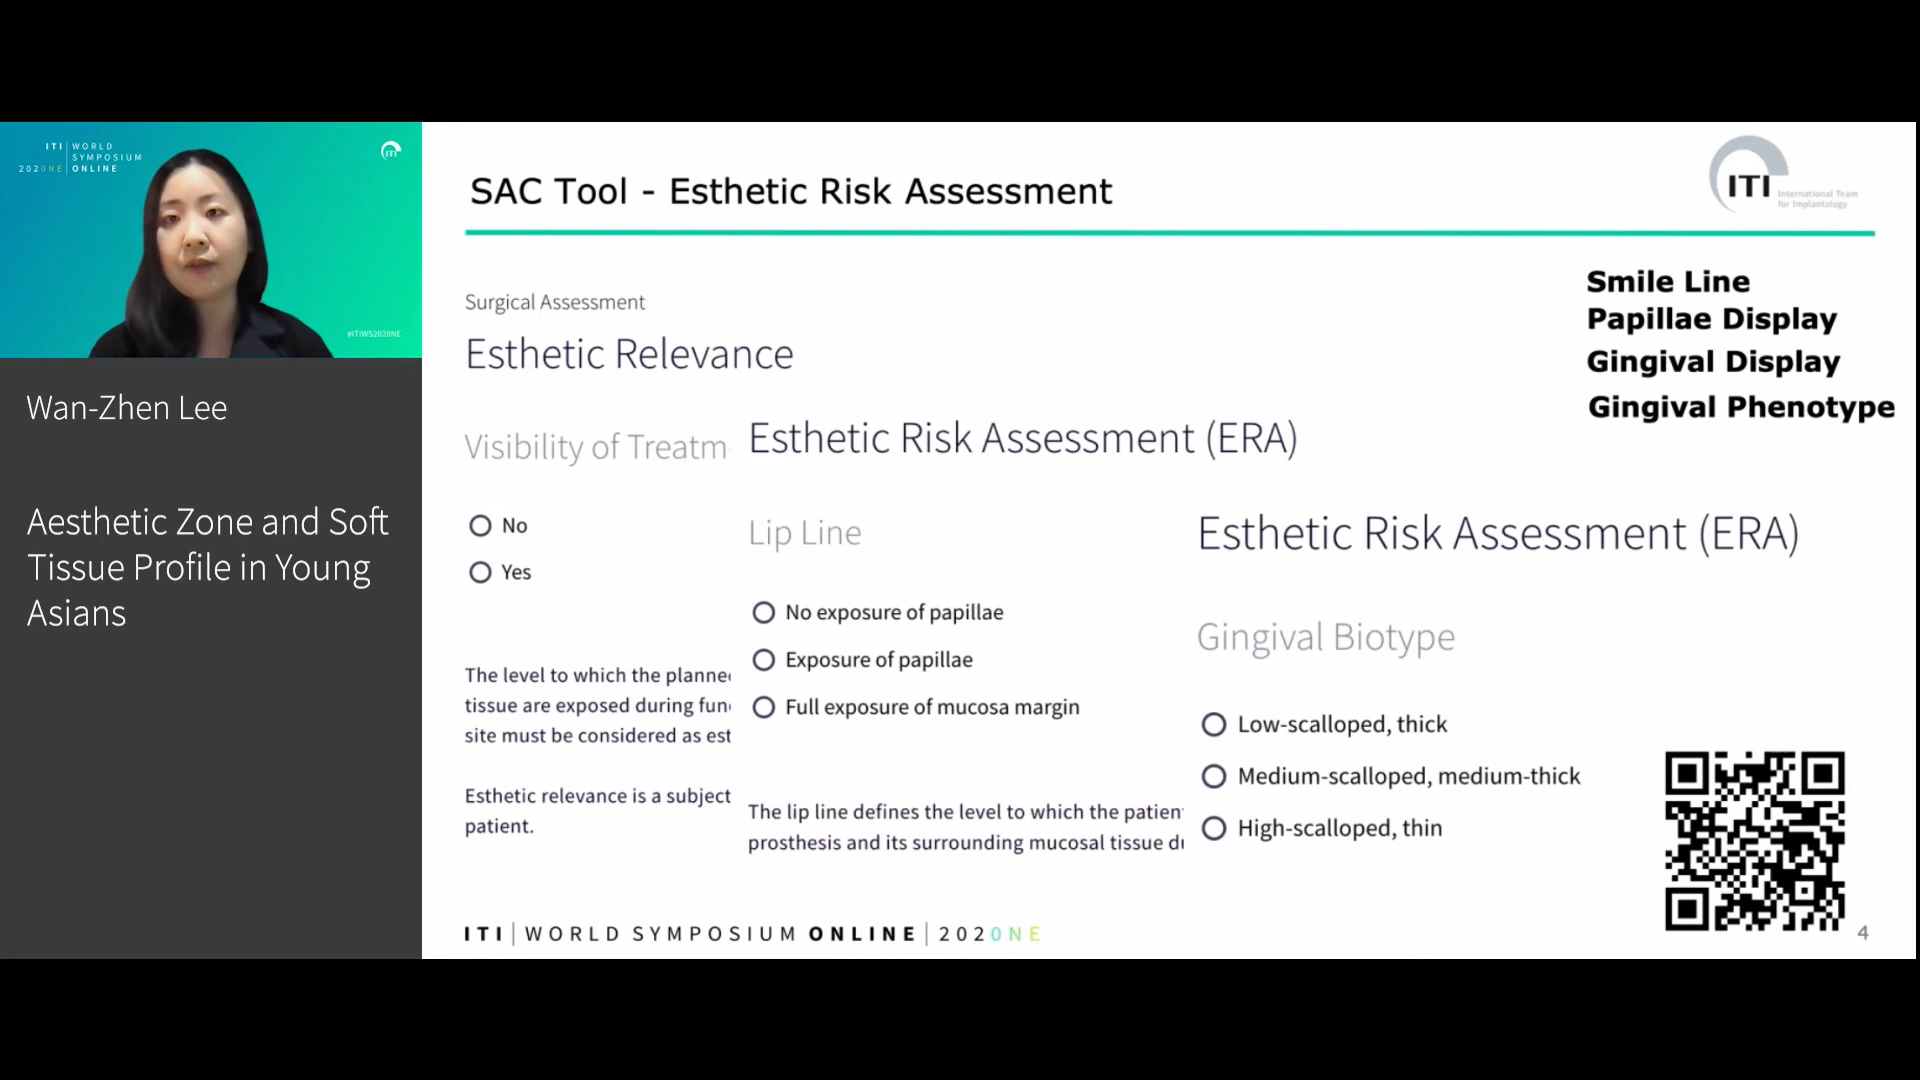 ITI WORLD
SYMPOSIUM
202ONE ONLINE
ITI
#ITIWS202ONE
Wan-Zhen Lee
Aesthetic Zone and Soft
Tissue Profile in Young
Asians
SAC Tool - Esthetic Risk Assessment
ITI International Team
for Implantology
Smile Line
Papillae Display
Gingival Display
Gingival Phenotype
Surgical Assessment
Esthetic Relevance
Visibility of Treatm
No
Yes
The level to which the planne
tissue are exposed during fun
site must be considered as est
Esthetic relevance is a subject
patient.
Esthetic Risk Assessment (ERA)
Lip Line
No exposure of papillae
Exposure of papillae
Full exposure of mucosa margin
The lip line defines the level to which the patien
prosthesis and its surrounding mucosal tissue d
Esthetic Risk Assessment (ERA)
Gingival Biotype
Low-scalloped, thick
Medium-scalloped, medium-thick
High-scalloped, thin
ITI | WORLD SYMPOSIUM ONLINE | 202ONE
4